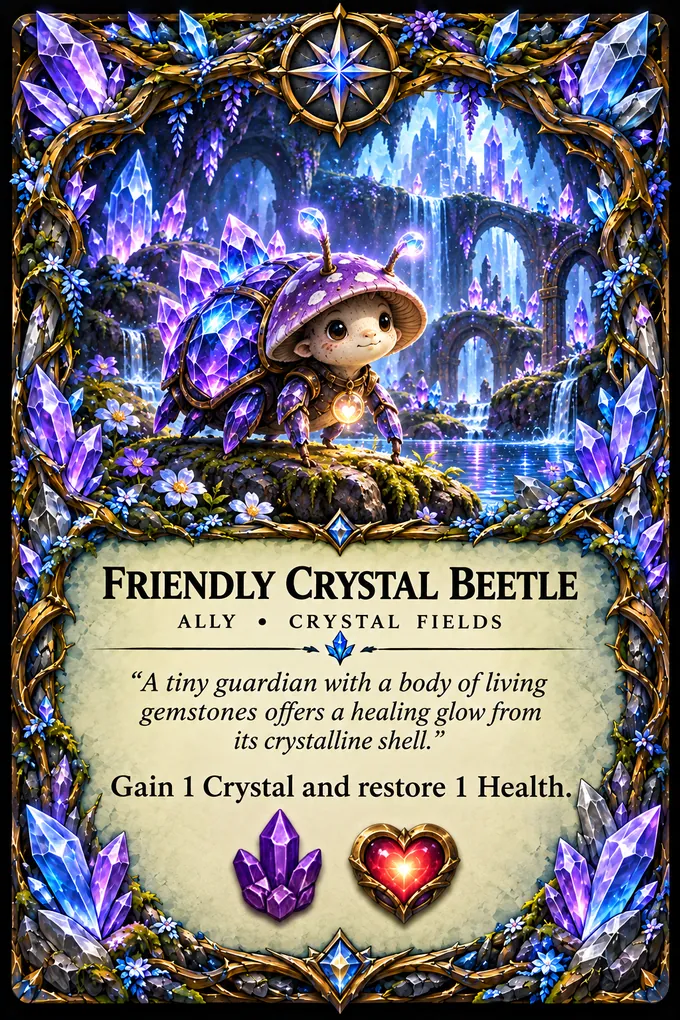 FRIENDLY CRYSTAL BEETLE
ALLY • CRYSTAL FIELDS
“A tiny guardian with a body of living
gemstones offers a healing glow from
its crystalline shell.”
Gain 1 Crystal and restore 1 Health.